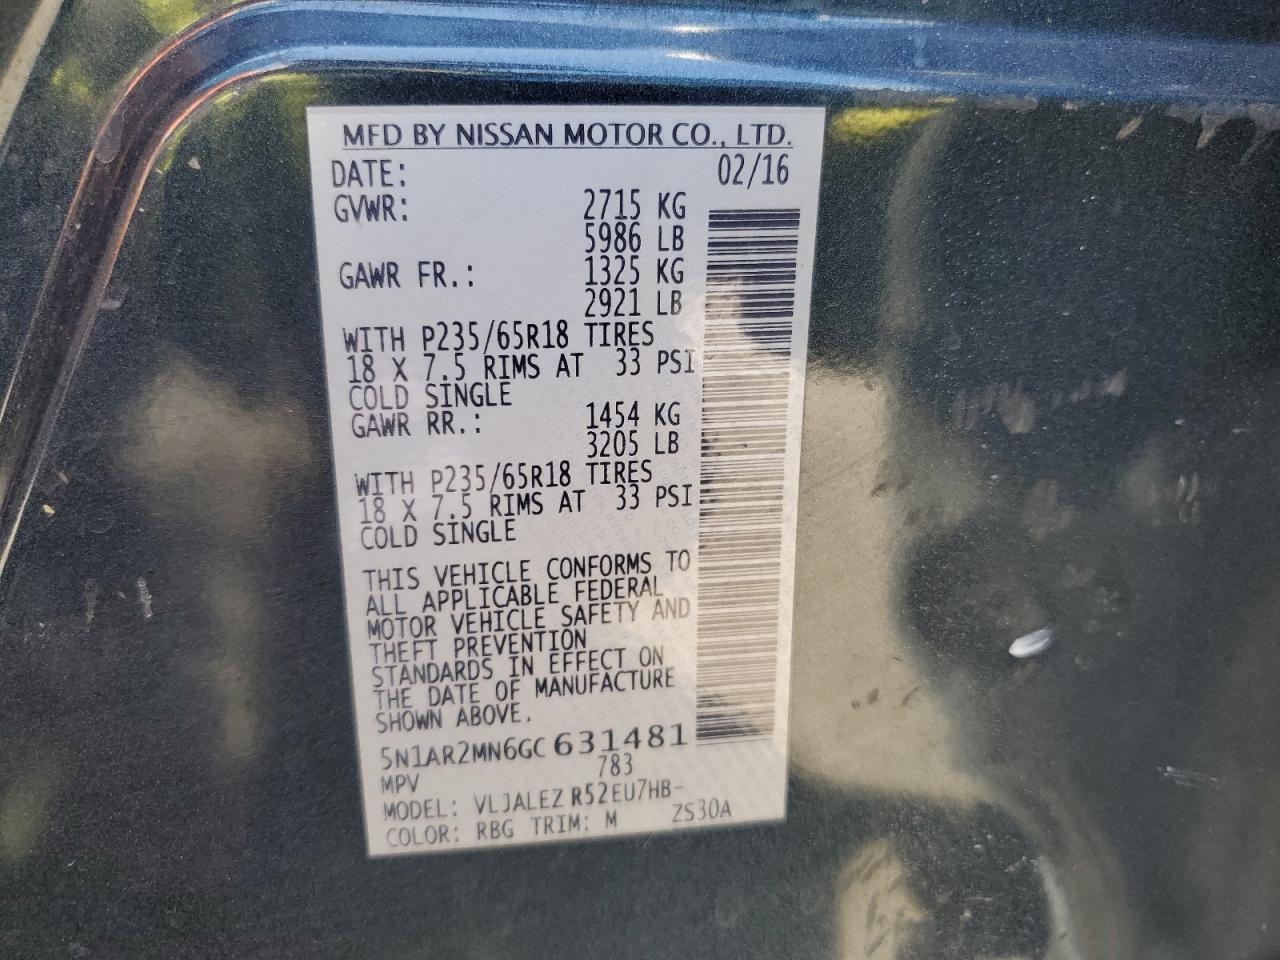 MFD BY NISSAN MOTOR CO., LTD.
DATE: 02/16
GVWR: 2715 KG
5986 LB
GAWR FR.: 1325 KG
2921 LB
WITH P235/65R18 TIRES
18 X 7.5 RIMS AT 33 PSI
COLD SINGLE
GAWR RR.: 1454 KG
3205 LB
WITH P235/65R18 TIRES
18 X 7.5 RIMS AT 33 PSI
COLD SINGLE
THIS VEHICLE CONFORMS TO
ALL APPLICABLE FEDERAL
MOTOR VEHICLE SAFETY AND
THEFT PREVENTION
STANDARDS IN EFFECT ON
THE DATE OF MANUFACTURE
SHOWN ABOVE.
5N1AR2MN6GC 631481
MPV 783
MODEL: VLJALEZ R52EU7HB-
COLOR: RBG TRIM: M ZS30A